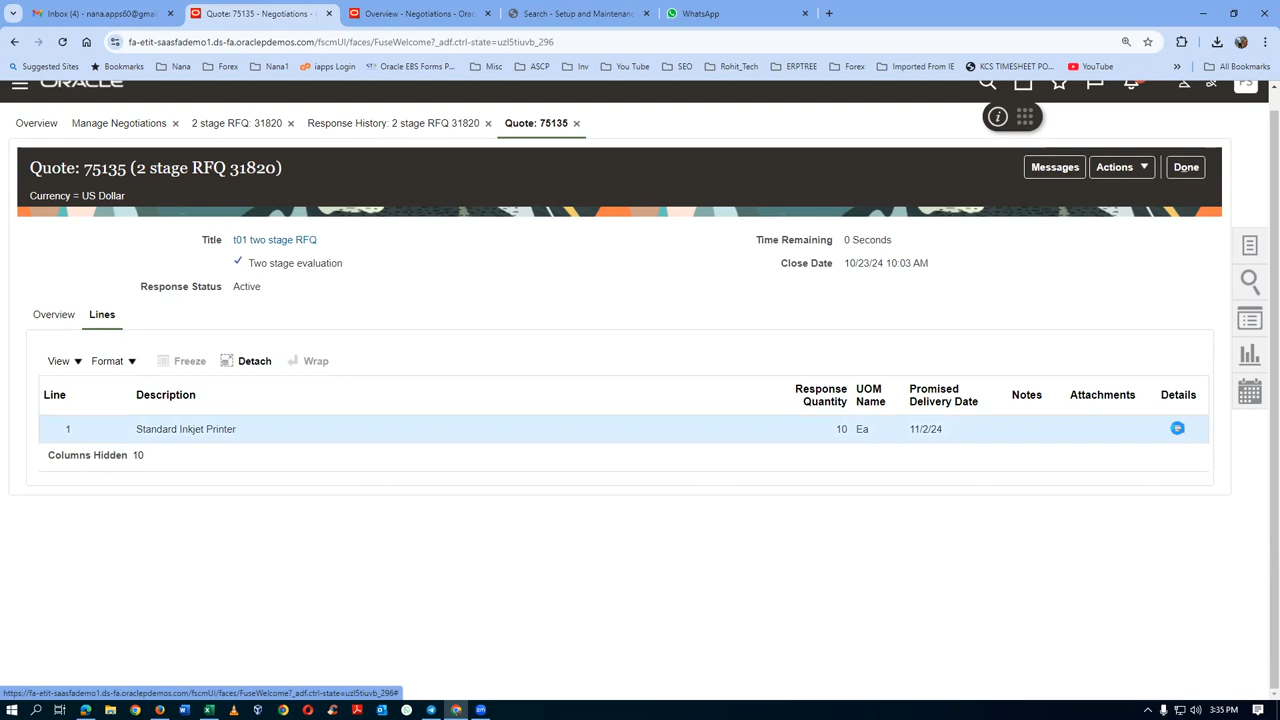 Inbox (4) - nana.apps60@gmail
Quote: 75135 - Negotiations -
Overview - Negotiations - Orac
Search - Setup and Maintenanc
WhatsApp
fa-etit-saasfademo1.ds-fa.oraclepdemos.com/fscmUI/faces/FuseWelcome?_adf.ctrl-state=uzl5tiuvb_296
Suggested Sites Bookmarks Nana Forex Nana1 iapps Login Oracle EBS Forms P... Misc ASCP Inv You Tube SEO Rohit_Tech ERPTREE Forex Imported From IE KCS TIMESHEET PO... YouTube » All Bookmarks
ORACLE
Overview Manage Negotiations 2 stage RFQ: 31820 Response History: 2 stage RFQ 31820 Quote: 75135
Quote: 75135 (2 stage RFQ 31820)
Messages Actions Done
Currency = US Dollar
Title t01 two stage RFQ
Time Remaining 0 Seconds
Two stage evaluation
Close Date 10/23/24 10:03 AM
Response Status Active
Overview Lines
View Format Freeze Detach Wrap
Line Description Response Quantity UOM Name Promised Delivery Date Notes Attachments Details
1 Standard Inkjet Printer 10 Ea 11/2/24
Columns Hidden 10
https://fa-etit-saasfademo1.ds-fa.oraclepdemos.com/fscmUI/faces/FuseWelcome?_adf.ctrl-state=uzl5tiuvb_296#
3:35 PM